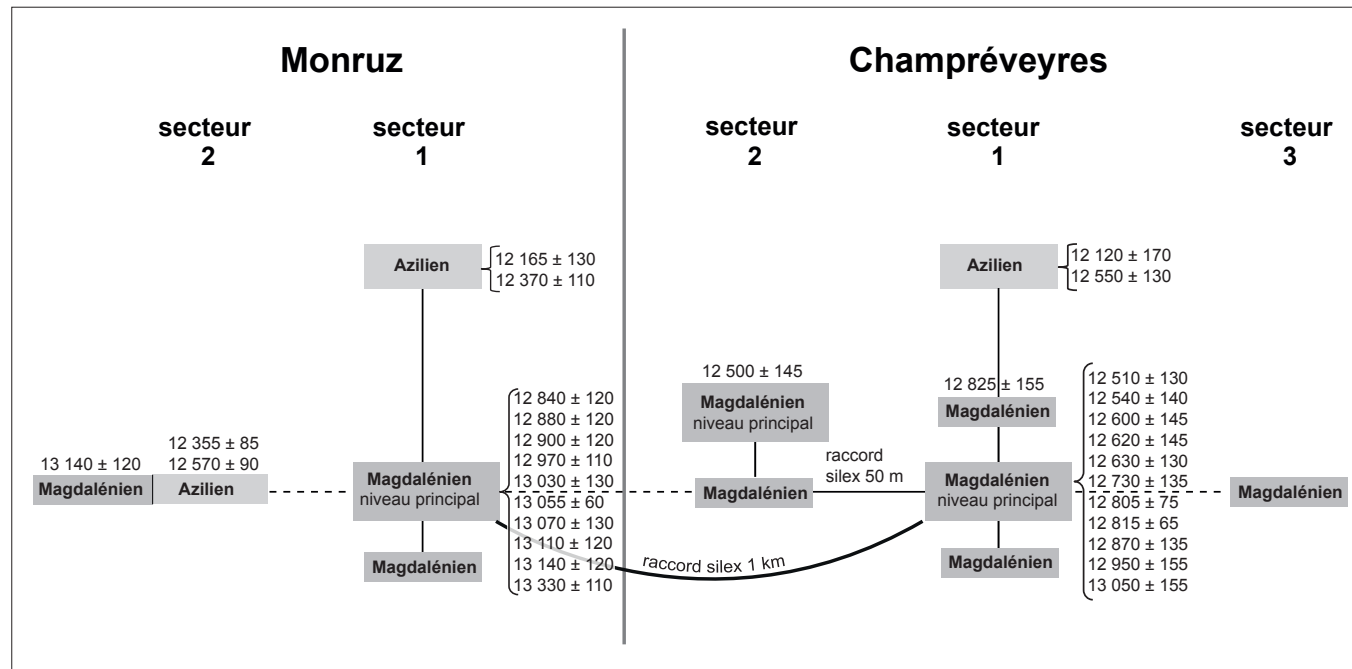 Monruz
Champréveyres
secteur
2
secteur
1
secteur
2
secteur
1
secteur
3
Azilien
12 165 ± 130
12 370 ± 110
Azilien
12 120 ± 170
12 550 ± 130
12 500 ± 145
Magdalénien
niveau principal
12 825 ± 155
Magdalénien
12 840 ± 120
12 880 ± 120
12 900 ± 120
12 970 ± 110
13 030 ± 130
13 055 ± 60
13 070 ± 130
13 110 ± 120
13 140 ± 120
13 330 ± 110
12 510 ± 130
12 540 ± 140
12 600 ± 145
12 620 ± 145
12 630 ± 130
12 730 ± 135
12 805 ± 75
12 815 ± 65
12 870 ± 135
12 950 ± 155
13 050 ± 155
13 140 ± 120
12 355 ± 85
12 570 ± 90
Magdalénien
Azilien
Magdalénien
niveau principal
Magdalénien
raccord
silex 50 m
Magdalénien
niveau principal
Magdalénien
Magdalénien
raccord silex 1 km
Magdalénien